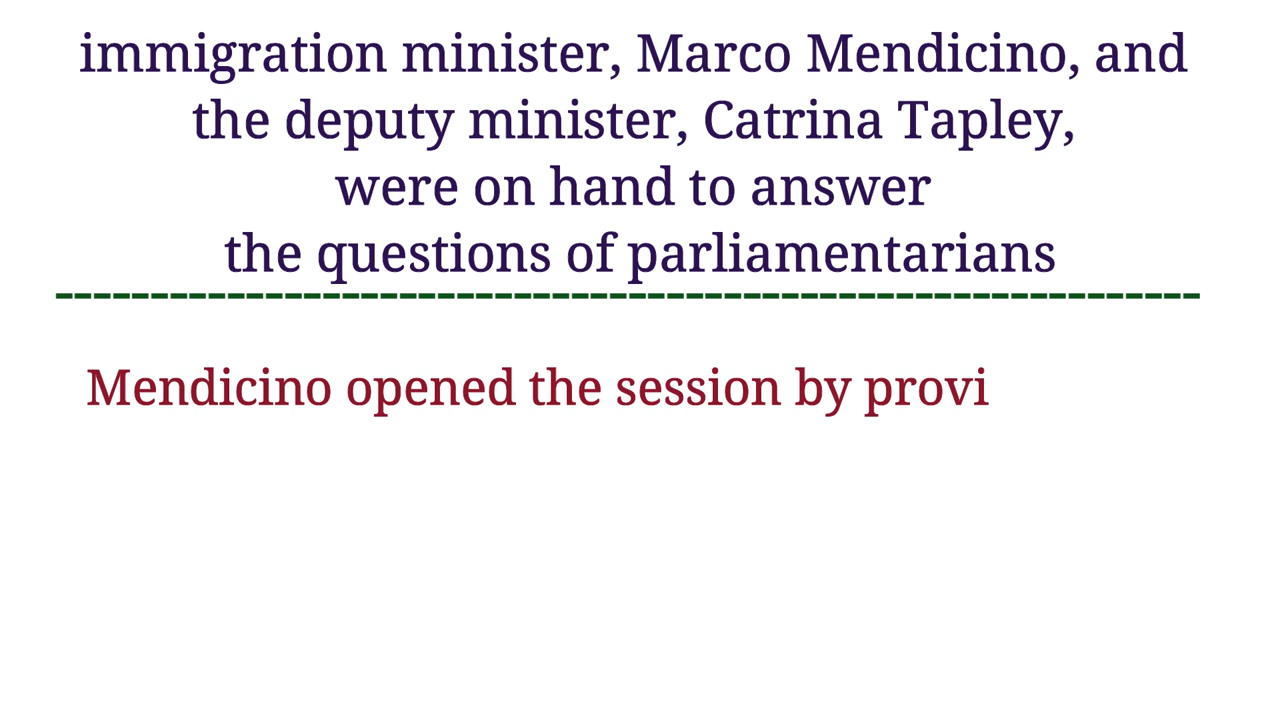 immigration minister, Marco Mendicino, and
the deputy minister, Catrina Tapley,
were on hand to answer
the questions of parliamentarians
------------------------------------------------------------
Mendicino opened the session by provi